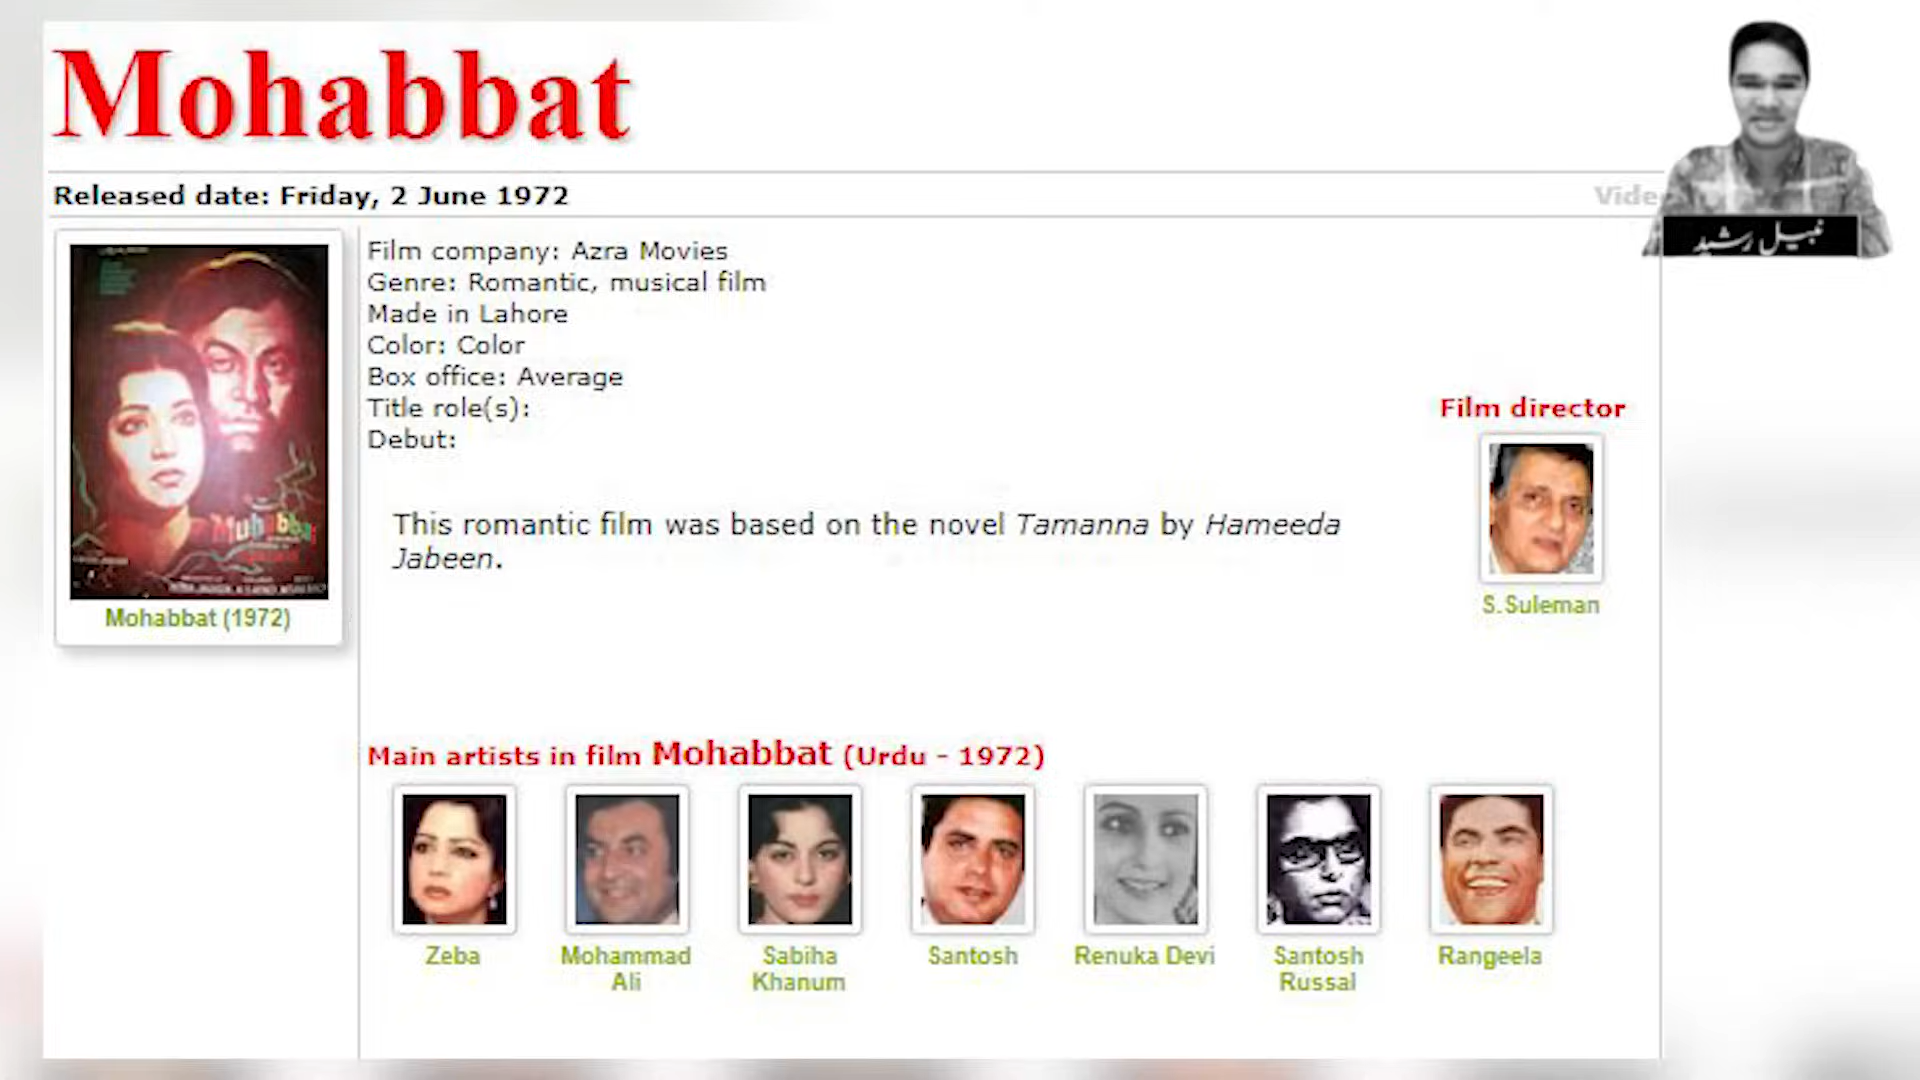 Mohabbat
Released date: Friday, 2 June 1972
نبیل رشید
Film company: Azra Movies
Genre: Romantic, musical film
Made in Lahore
Color: Color
Box office: Average
Title role(s):
Debut:
Film director
This romantic film was based on the novel Tamanna by Hameeda
Jabeen.
S.Suleman
Mohabbat (1972)
Main artists in film Mohabbat (Urdu - 1972)
Zeba
Mohammad
Ali
Sabiha
Khanum
Santosh
Renuka Devi
Santosh
Russal
Rangeela